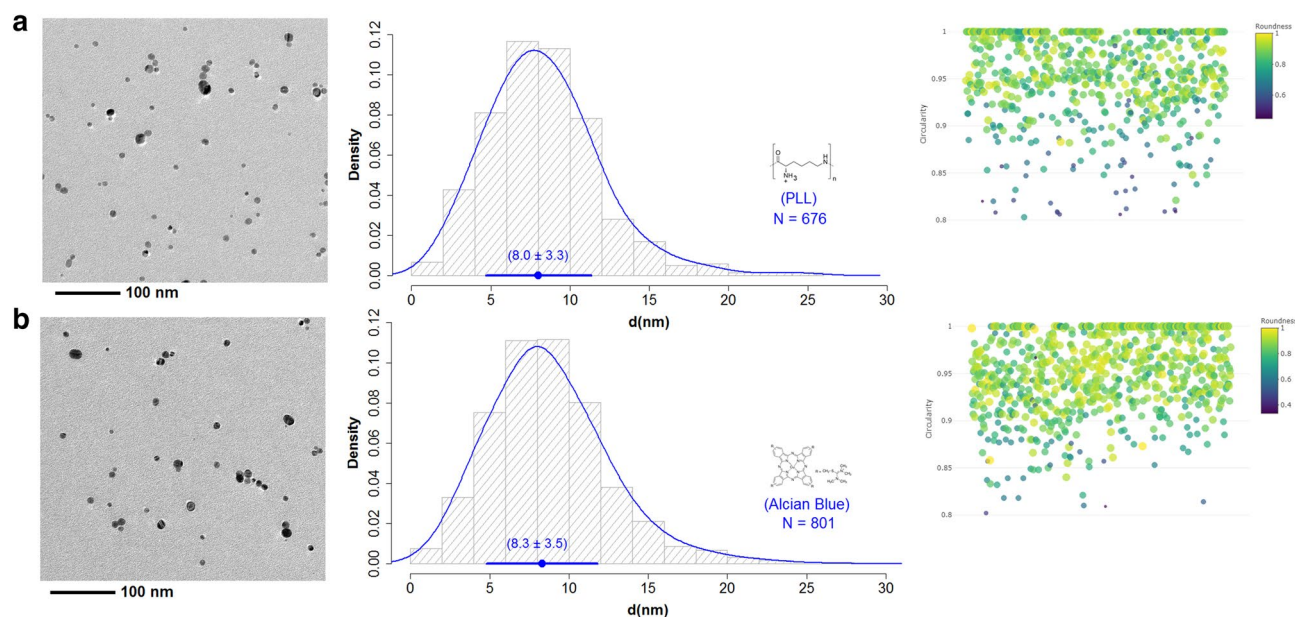 a
100 nm
Density
0.12
0.10
0.08
0.06
0.04
0.02
0.00
(8.0 ± 3.3)
O
NH3
+
H
N
n
(PLL)
N = 676
0 5 10 15 20 25 30
d(nm)
Circularity
1
0.95
0.9
0.85
0.8
Roundness
1
0.8
0.6
b
100 nm
Density
0.12
0.10
0.08
0.06
0.04
0.02
0.00
(8.3 ± 3.5)
(Alcian Blue)
N = 801
0 5 10 15 20 25 30
d(nm)
Circularity
1
0.95
0.9
0.85
0.8
Roundness
1
0.8
0.6
0.4